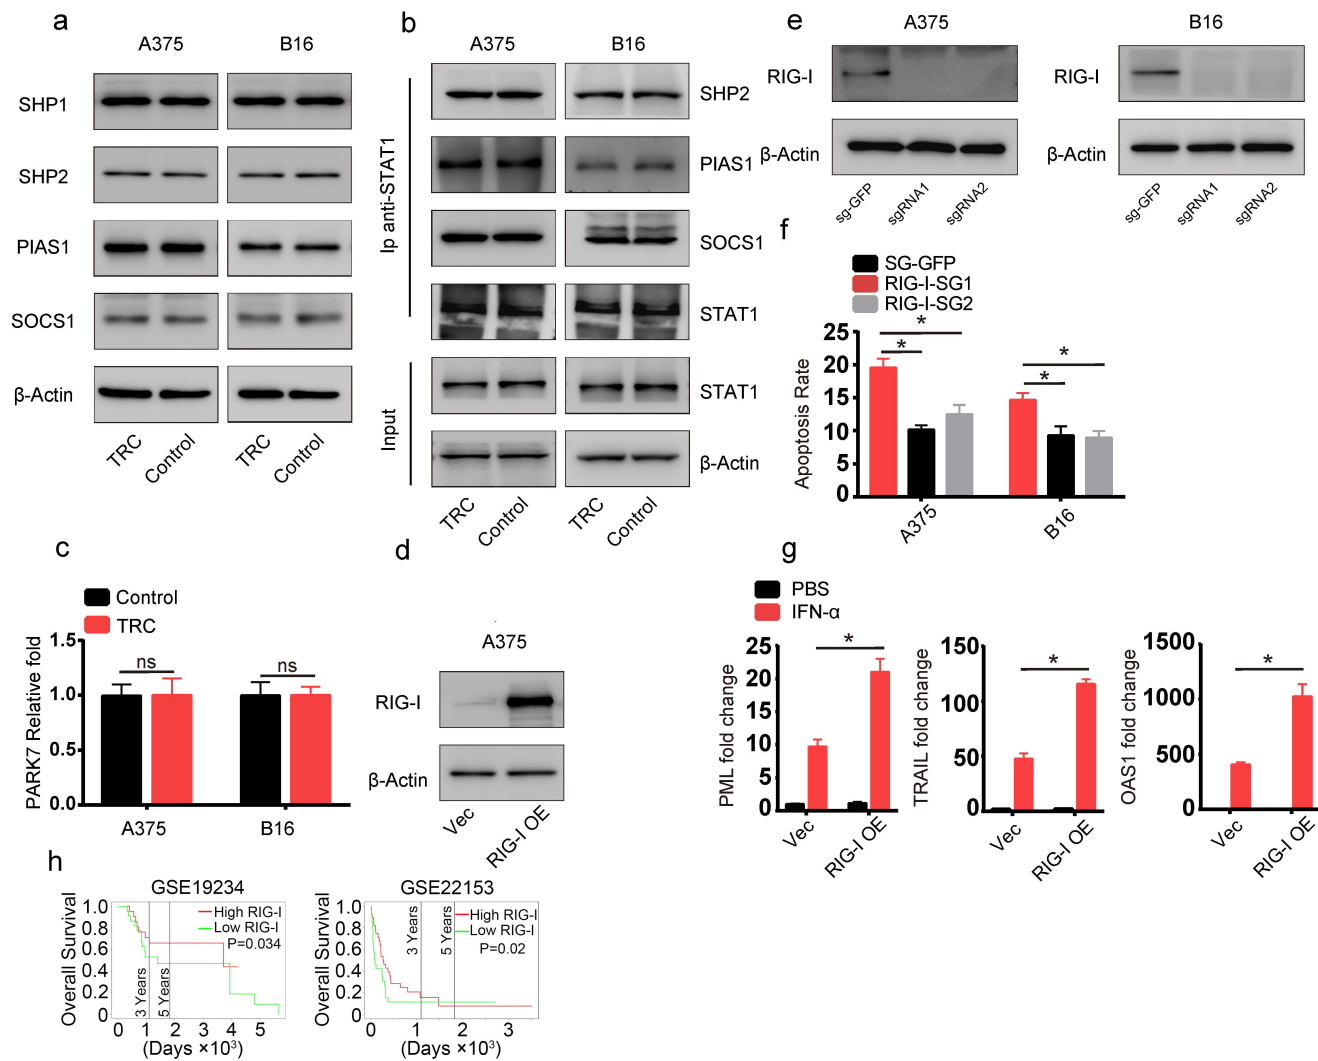 a
A375
B16
SHP1
SHP2
PIAS1
SOCS1
β-Actin
TRC
Control
TRC
Control
b
A375
B16
Ip anti-STAT1
SHP2
PIAS1
SOCS1
STAT1
Input
STAT1
β-Actin
TRC
Control
TRC
Control
c
Control
TRC
PARK7 Relative fold
1.5
1.0
0.5
0.0
ns
ns
A375
B16
d
A375
RIG-I
β-Actin
Vec
RIG-I OE
e
A375
B16
RIG-I
RIG-I
β-Actin
β-Actin
sg-GFP
sgRNA1
sgRNA2
sg-GFP
sgRNA1
sgRNA2
f
SG-GFP
RIG-I-SG1
RIG-I-SG2
Apoptosis Rate
25
20
15
10
5
0
*
*
*
*
A375
B16
g
PBS
IFN-α
PML fold change
25
20
15
10
5
0
*
Vec
RIG-I OE
TRAIL fold change
150
100
50
0
*
Vec
RIG-I OE
OAS1 fold change
1500
1000
500
0
*
Vec
RIG-I OE
h
GSE19234
Overall Survival
1.0
0.8
0.6
0.4
0.2
0
High RIG-I
Low RIG-I
P=0.034
3 Years
5 Years
0 1 2 3 4 5
(Days ×10³)
GSE22153
Overall Survival
1.0
0.8
0.6
0.4
0.2
0
3 Years
5 Years
High RIG-I
Low RIG-I
P=0.02
0 1 2 3
(Days ×10³)